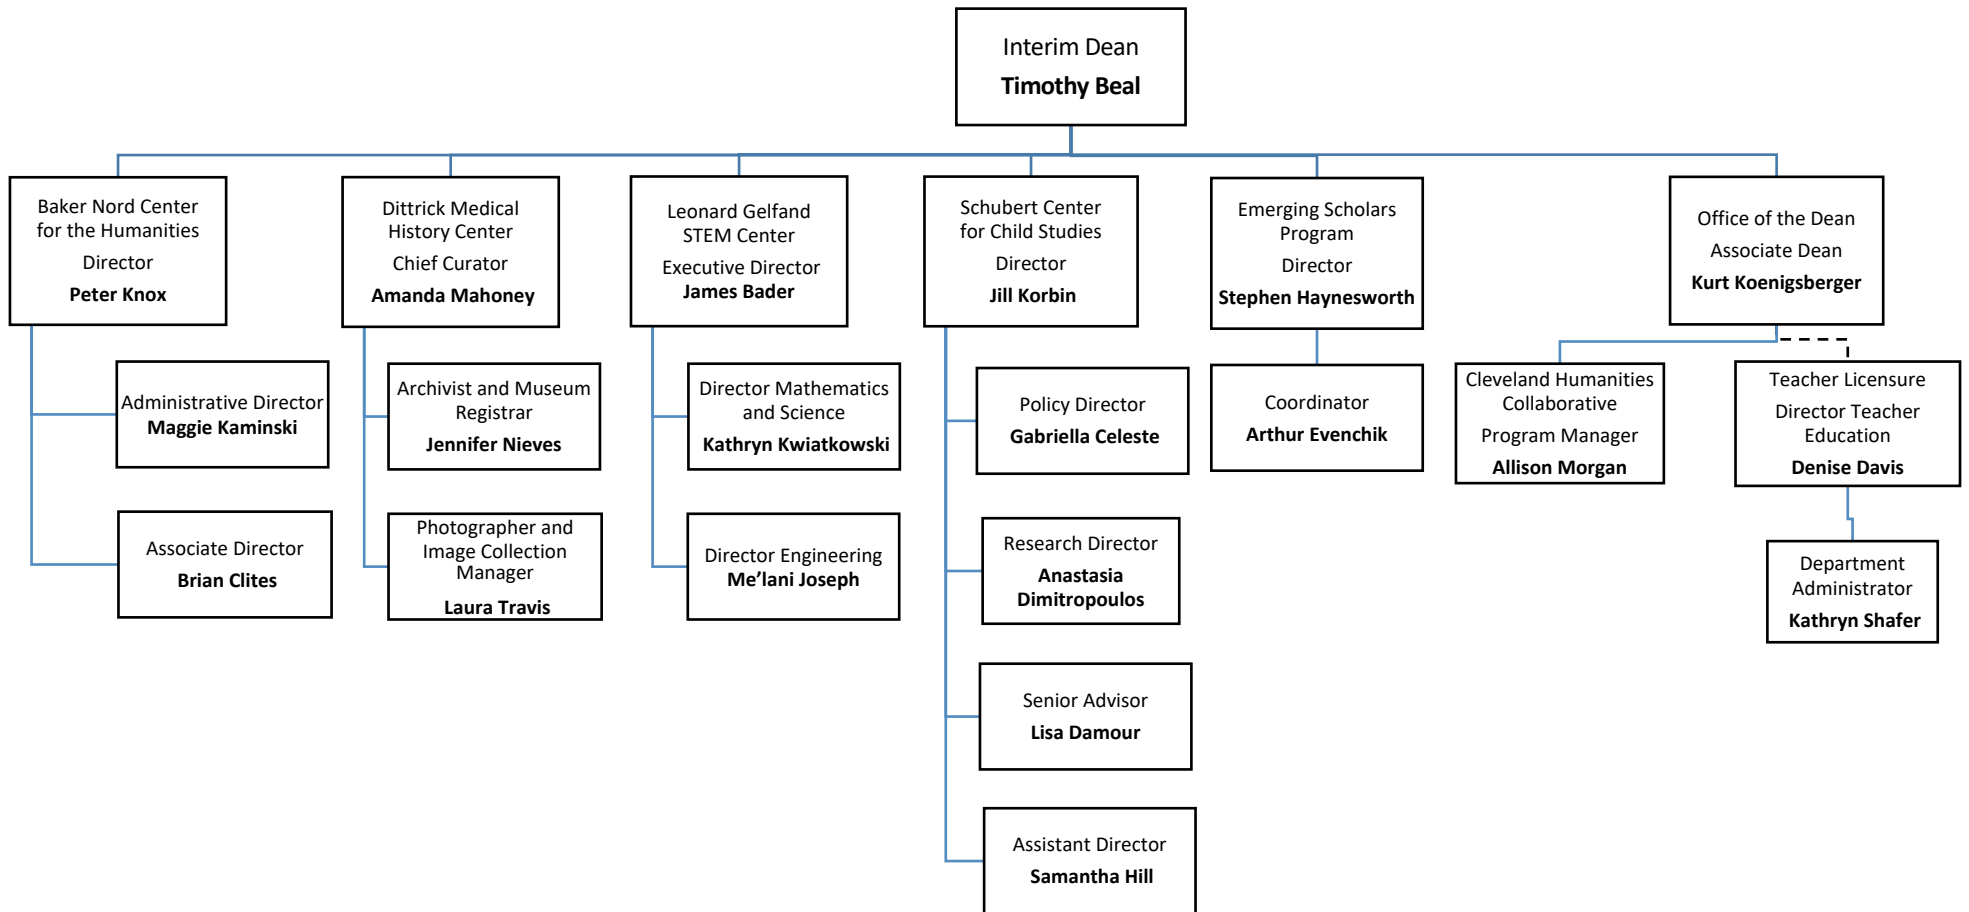 Interim Dean
Timothy Beal
Baker Nord Center
for the Humanities
Director
Peter Knox
Dittrick Medical
History Center
Chief Curator
Amanda Mahoney
Leonard Gelfand
STEM Center
Executive Director
James Bader
Schubert Center
for Child Studies
Director
Jill Korbin
Emerging Scholars
Program
Director
Stephen Haynesworth
Office of the Dean
Associate Dean
Kurt Koenigsberger
Administrative Director
Maggie Kaminski
Archivist and Museum
Registrar
Jennifer Nieves
Director Mathematics
and Science
Kathryn Kwiatkowski
Policy Director
Gabriella Celeste
Coordinator
Arthur Evenchik
Cleveland Humanities
Collaborative
Program Manager
Allison Morgan
Teacher Licensure
Director Teacher
Education
Denise Davis
Associate Director
Brian Clites
Photographer and
Image Collection
Manager
Laura Travis
Director Engineering
Me’lani Joseph
Research Director
Anastasia
Dimitropoulos
Department
Administrator
Kathryn Shafer
Senior Advisor
Lisa Damour
Assistant Director
Samantha Hill